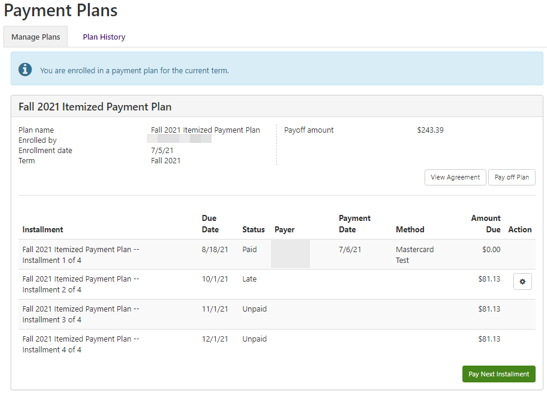 Payment Plans
Manage Plans Plan History
You are enrolled in a payment plan for the current term.
Fall 2021 Itemized Payment Plan
Plan name Fall 2021 Itemized Payment Plan Payoff amount $243.39
Enrolled by
Enrollment date 7/5/21
Term Fall 2021
View Agreement Pay off Plan
Due Payment Amount
Installment Date Status Payer Date Method Due Action
Fall 2021 Itemized Payment Plan -- 8/18/21 Paid 7/6/21 Mastercard $0.00
Installment 1 of 4 Test
Fall 2021 Itemized Payment Plan -- 10/1/21 Late $81.13
Installment 2 of 4
Fall 2021 Itemized Payment Plan -- 11/1/21 Unpaid $81.13
Installment 3 of 4
Fall 2021 Itemized Payment Plan -- 12/1/21 Unpaid $81.13
Installment 4 of 4
Pay Next Installment